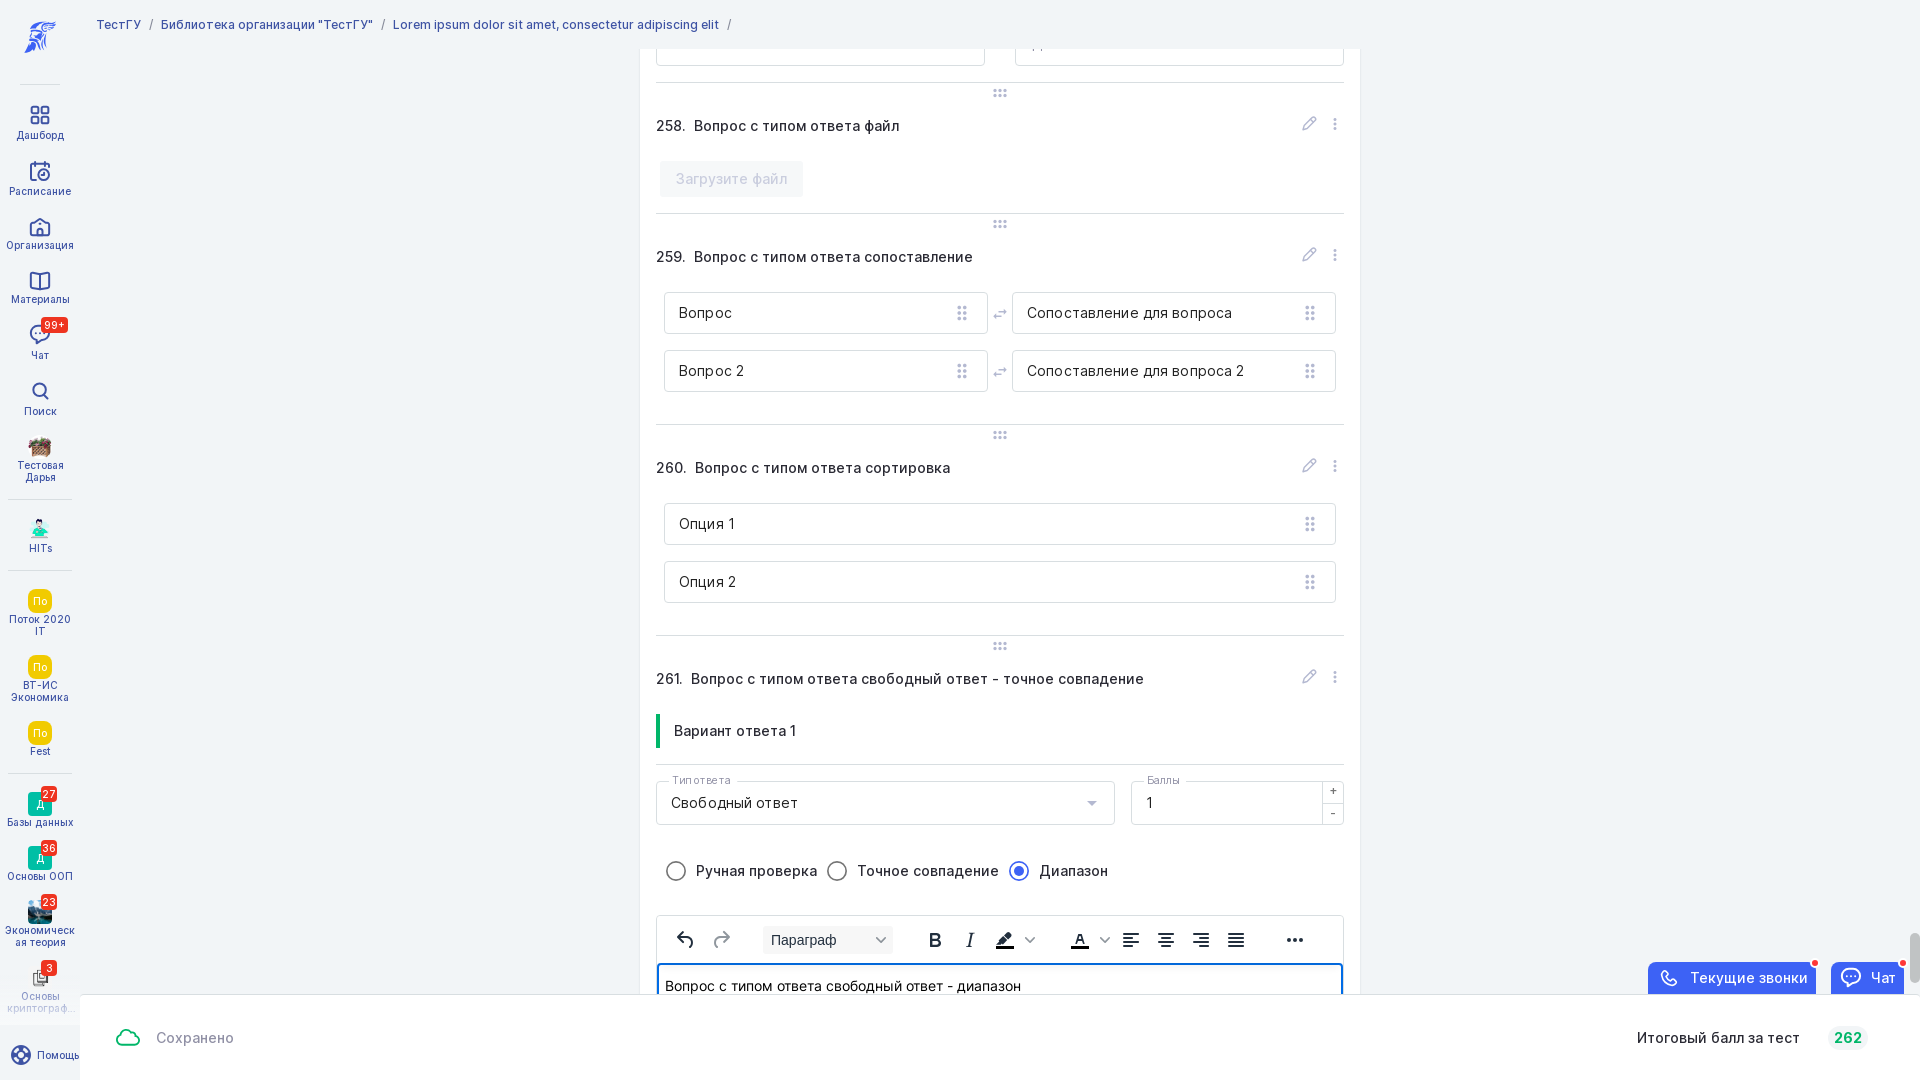 ТестГУ / Библиотека организации "ТестГУ" / Lorem ipsum dolor sit amet, consectetur adipiscing elit /
Дашборд
Расписание
Организация
Материалы
99+
Чат
Поиск
Тестовая
Дарья
HITs
По
Поток 2020
IT
По
ВТ-ИС
Экономика
По
Fest
27
Д
Базы данных
36
Д
Основы ООП
23
Экономическ
ая теория
3
Основы
криптограф...
Помощь
258. Вопрос с типом ответа файл
Загрузите файл
259. Вопрос с типом ответа сопоставление
Вопрос
Сопоставление для вопроса
Вопрос 2
Сопоставление для вопроса 2
260. Вопрос с типом ответа сортировка
Опция 1
Опция 2
261. Вопрос с типом ответа свободный ответ - точное совпадение
Вариант ответа 1
Тип ответа
Свободный ответ
Баллы
1
+
-
Ручная проверка
Точное совпадение
Диапазон
Параграф
B
I
A
Вопрос с типом ответа свободный ответ - диапазон
Текущие звонки
Чат
Сохранено
Итоговый балл за тест 262